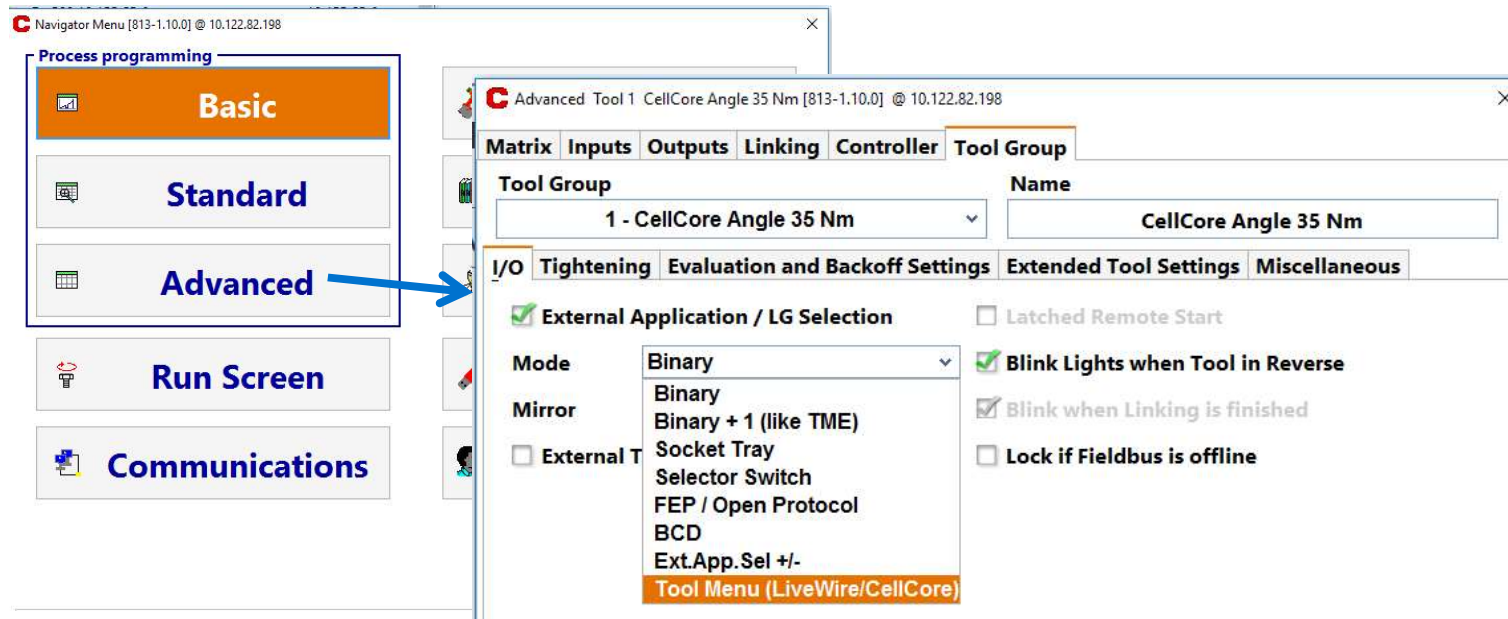 Navigator Menu [813-1.10.0] @ 10.122.82.198
Process programming
Basic
Standard
Advanced
Run Screen
Communications
Advanced Tool 1 CellCore Angle 35 Nm [813-1.10.0] @ 10.122.82.198
Matrix Inputs Outputs Linking Controller Tool Group
Tool Group Name
1 - CellCore Angle 35 Nm CellCore Angle 35 Nm
I/O Tightening Evaluation and Backoff Settings Extended Tool Settings Miscellaneous
External Application / LG Selection Latched Remote Start
Mode Binary Blink Lights when Tool in Reverse
Binary
Mirror Binary + 1 (like TME) Blink when Linking is finished
External T Socket Tray Lock if Fieldbus is offline
Selector Switch
FEP / Open Protocol
BCD
Ext.App.Sel +/-
Tool Menu (LiveWire/CellCore)